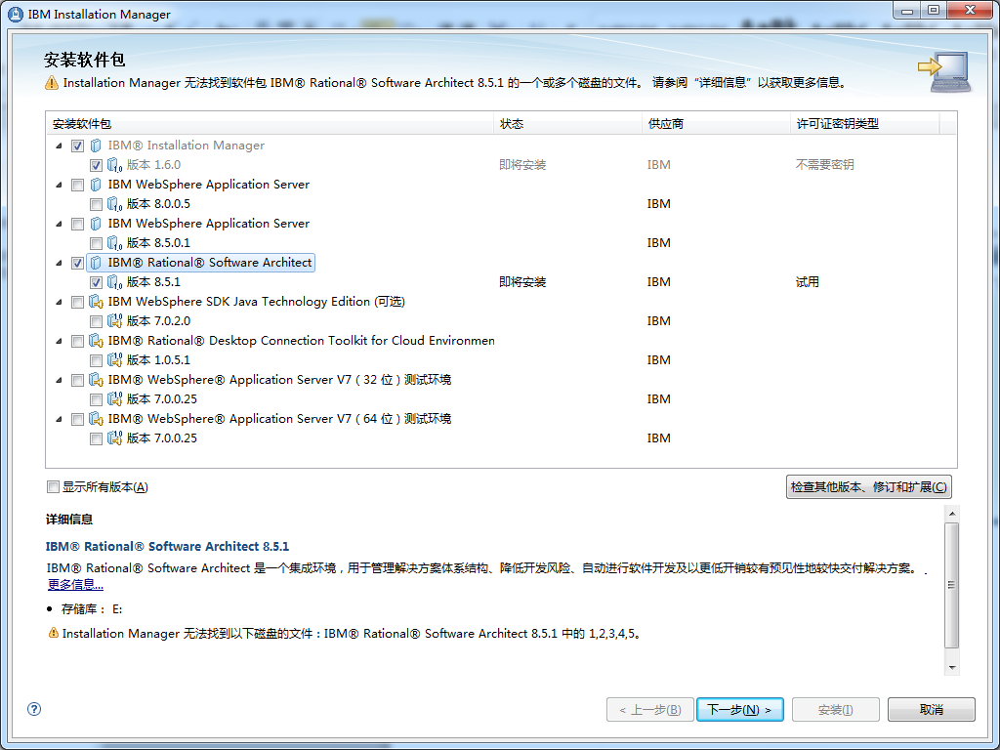 IBM Installation Manager
安装软件包
Installation Manager 无法找到软件包 IBM® Rational® Software Architect 8.5.1 的一个或多个磁盘的文件。 请参阅“详细信息”以获取更多信息。
安装软件包 状态 供应商 许可证密钥类型
IBM® Installation Manager
版本 1.6.0 即将安装 IBM 不需要密钥
IBM WebSphere Application Server
版本 8.0.0.5 IBM
IBM WebSphere Application Server
版本 8.5.0.1 IBM
IBM® Rational® Software Architect
版本 8.5.1 即将安装 IBM 试用
IBM WebSphere SDK Java Technology Edition (可选)
版本 7.0.2.0 IBM
IBM® Rational® Desktop Connection Toolkit for Cloud Environmen
版本 1.0.5.1 IBM
IBM® WebSphere® Application Server V7 ( 32 位 ) 测试环境
版本 7.0.0.25 IBM
IBM® WebSphere® Application Server V7 ( 64 位 ) 测试环境
版本 7.0.0.25 IBM
显示所有版本(A) 检查其他版本、修订和扩展(C)
详细信息
IBM® Rational® Software Architect 8.5.1
IBM® Rational® Software Architect 是一个集成环境，用于管理解决方案体系结构、降低开发风险、自动进行软件开发及以更低开销较有预见性地较快交付解决方案。 .
更多信息...
• 存储库： E:
Installation Manager 无法找到以下磁盘的文件：IBM® Rational® Software Architect 8.5.1 中的 1,2,3,4,5。
< 上一步(B) 下一步(N) > 安装(I) 取消